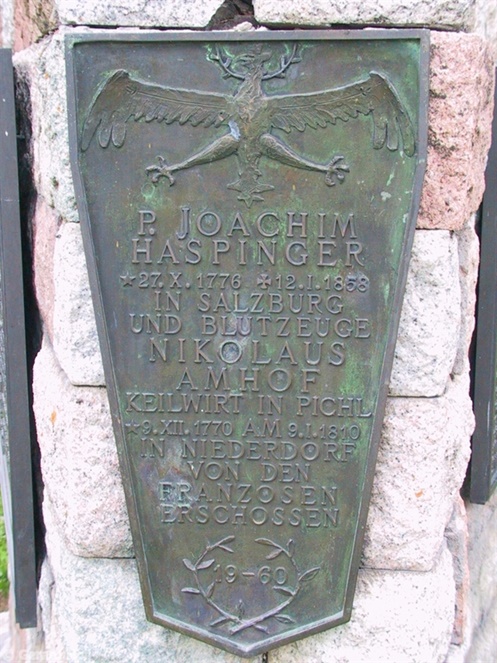 P. JOACHIM
HASPINGER
*27. X. 1776 ✠ 12. I. 1858
IN SALZBURG
UND BLUTZEUGE
NIKOLAUS
AMHOF
KEILWIRT IN PICHL
*9. XII. 1770 AM 9. I. 1810
IN NIEDERDORF
VON DEN
FRANZOSEN
ERSCHOSSEN
19-60